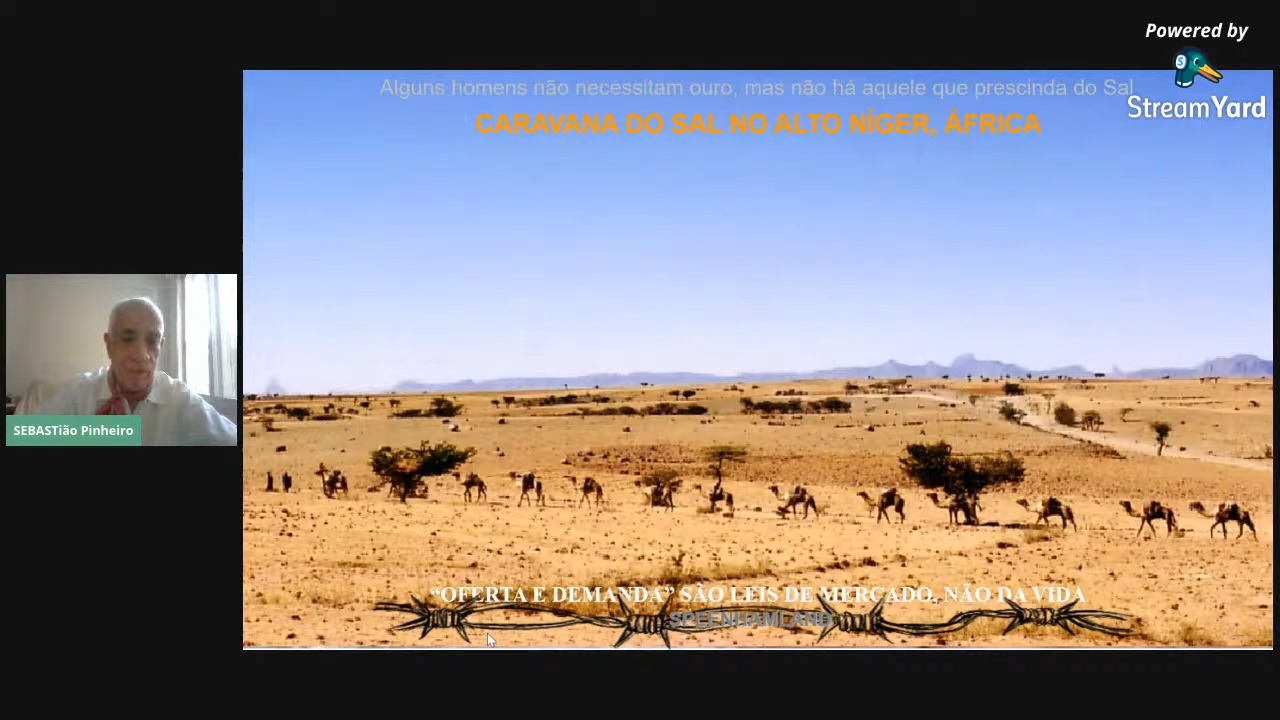 Powered by
StreamYard
Alguns homens não necessitam ouro, mas não há aquele que prescinda do Sal
CARAVANA DO SAL NO ALTO NÍGER, ÁFRICA
SEBASTião Pinheiro
“OFERTA E DEMANDA” SÃO LEIS DE MERCADO, NÃO DA VIDA
SPEENHAMLAND